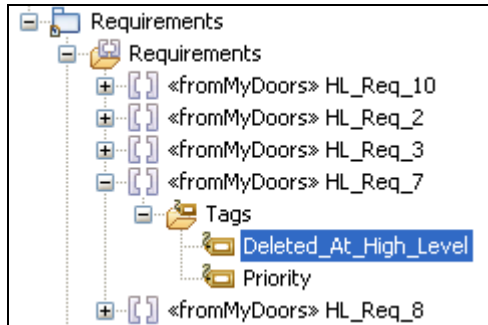 Requirements
Requirements
«fromMyDoors» HL_Req_10
«fromMyDoors» HL_Req_2
«fromMyDoors» HL_Req_3
«fromMyDoors» HL_Req_7
Tags
Deleted_At_High_Level
Priority
«fromMyDoors» HL_Req_8